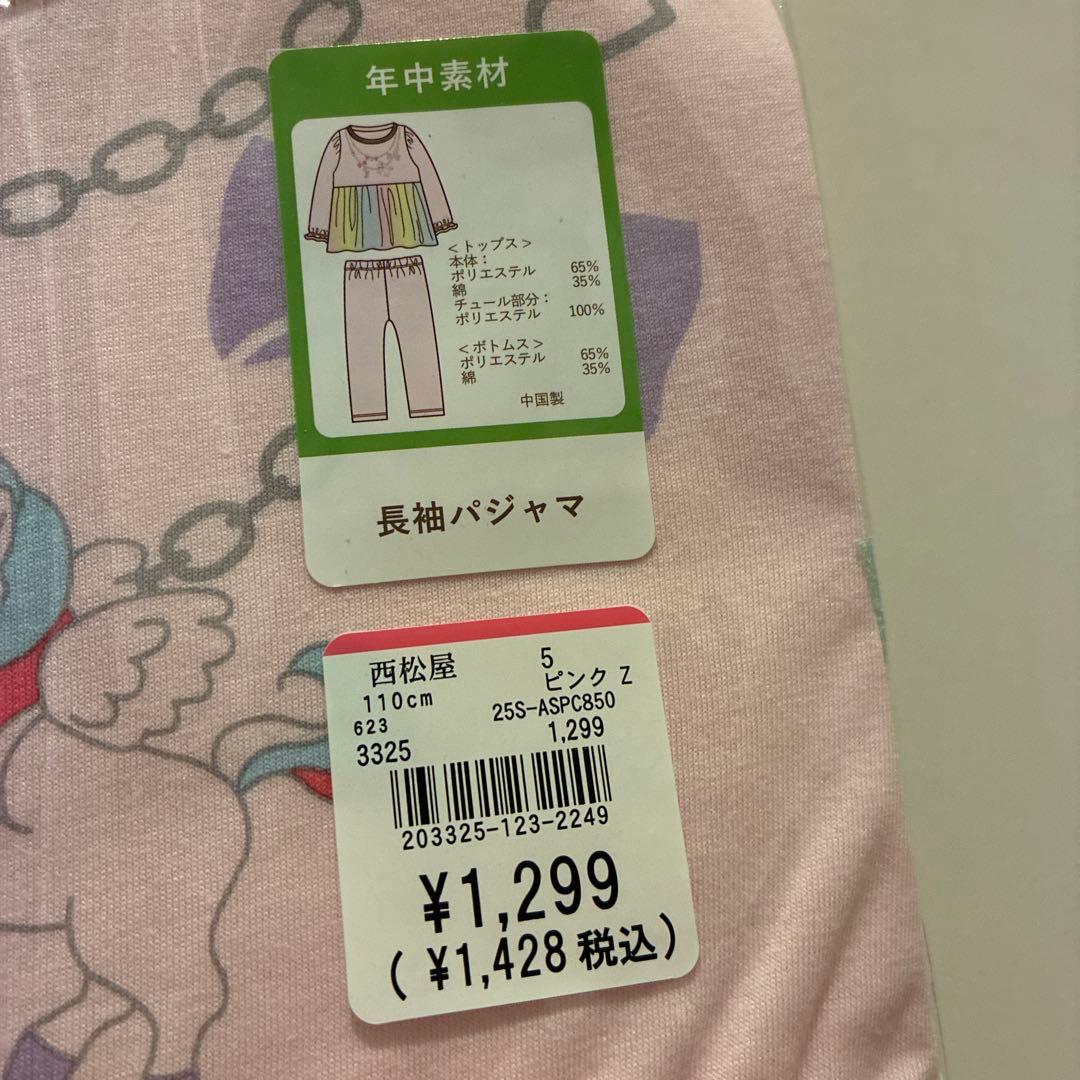 年中素材
<トップス>
本体：
ポリエステル 65%
綿 35%
チュール部分：
ポリエステル 100%
<ボトムス>
ポリエステル 65%
綿 35%
中国製
長袖パジャマ
西松屋 5
110cm ピンク Z
623 25S-ASPC850
3325 1,299
203325-123-2249
¥1,299
(¥1,428税込)